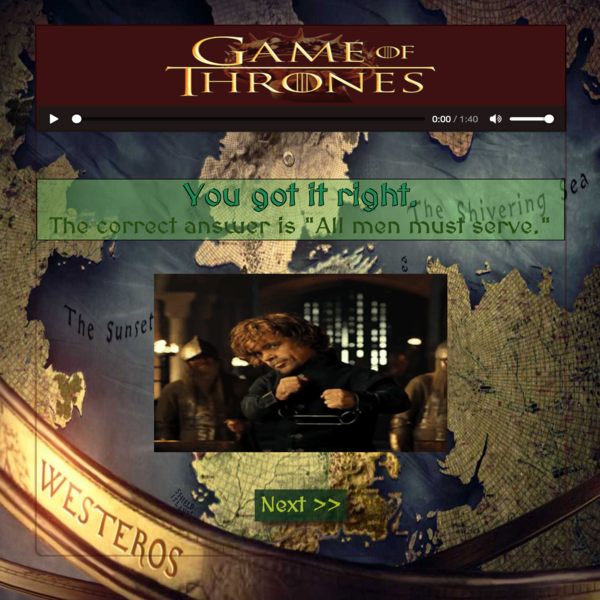 GAME OF
THRONES
0:00 / 1:40
You got it right.
The Shivering Sea
The correct answer is "All men must serve."
The Sunset
WESTEROS
Next >>